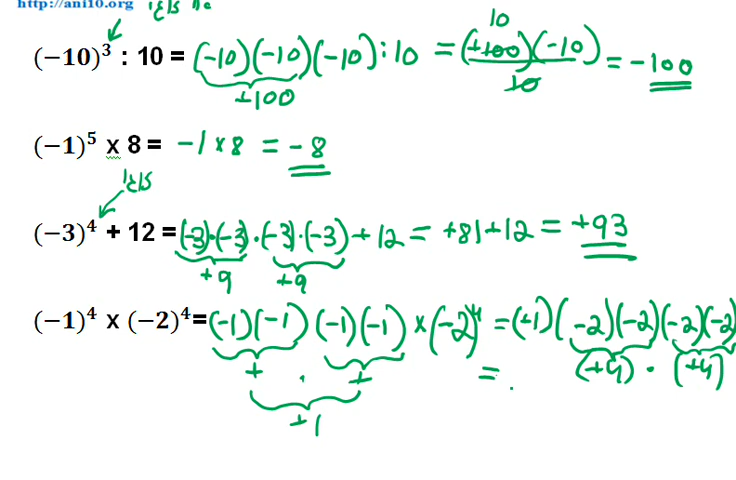 http://ani10.org
(−10)³ : 10 = (-10)(-10)(-10):10 = (+100)(-10) = -100
10
10
+100
(−1)⁵ x 8 = -1 x 8 = -8
(−3)⁴ + 12 = (-3)·(-3)·(-3)·(-3) + 12 = +81+12 = +93
+9 +9
(−1)⁴ x (−2)⁴= (-1)(-1)(-1)(-1) x (-2)⁴ = (+1)(-2)(-2)(-2)(-2)
+ · + = · (+4) · (+4)
+1